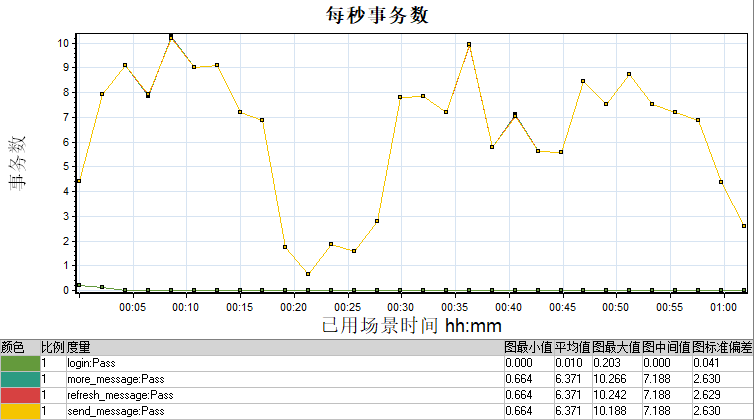 每秒事务数
10
9
8
7
6
5
4
3
2
1
0
事务数
00:05 00:10 00:15 00:20 00:25 00:30 00:35 00:40 00:45 00:50 00:55 01:00
已用场景时间 hh:mm
颜色 比例 度量 图最小值 平均值 图最大值 图中间值 图标准偏差
1 login:Pass 0.000 0.010 0.203 0.000 0.041
1 more_message:Pass 0.664 6.371 10.266 7.188 2.630
1 refresh_message:Pass 0.664 6.371 10.242 7.188 2.629
1 send_message:Pass 0.664 6.371 10.188 7.188 2.630